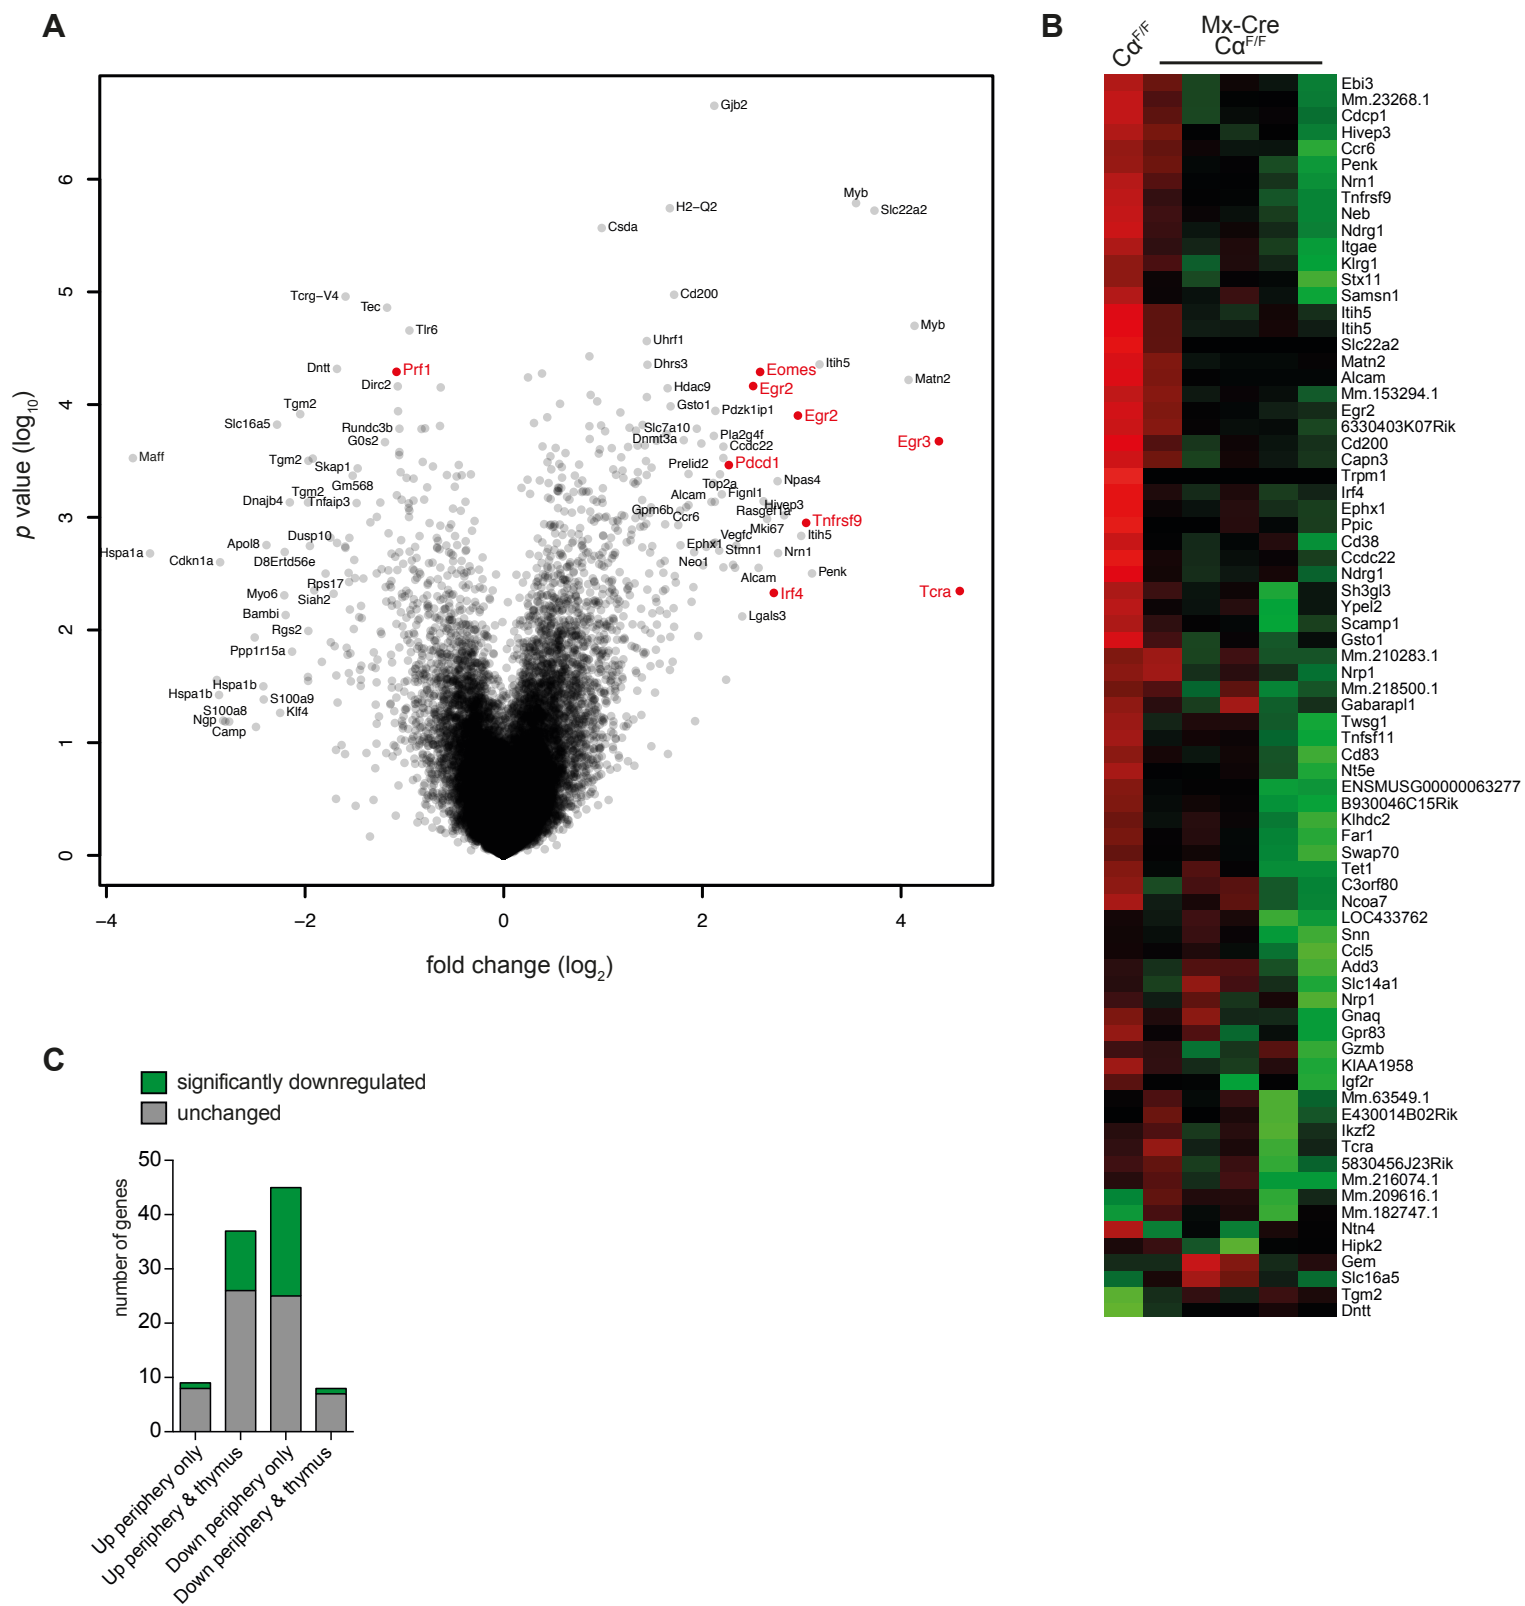 A
p value (log10)
6
5
4
3
2
1
0
−4
−2
0
2
4
fold change (log2)
Gjb2
H2−Q2
Myb
Slc22a2
Csda
Tcrg−V4
Tec
Cd200
Tlr6
Myb
Uhrf1
Dntt
Prf1
Dhrs3
Itih5
Eomes
Dirc2
Hdac9
Egr2
Matn2
Tgm2
Gsto1
Pdzk1ip1
Egr2
Slc16a5
Rundc3b
Slc7a10
G0s2
Dnmt3a
Pla2g4f
Ccdc22
Egr3
Maff
Tgm2
Skap1
Prelid2
Pdcd1
Gm568
Top2a
Npas4
Tgm2
Dnajb4
Tnfaip3
Alcam
Fignl1
Gpm6b
Ccr6
Hivep3
Rasgef1a
Tnfrsf9
Mki67
Itih5
Dusp10
Apol8
Vegfc
Ephx1
Stmn1
Nrn1
Hspa1a
Cdkn1a
D8Ertd56e
Neo1
Penk
Rps17
Alcam
Myo6
Siah2
Irf4
Tcra
Bambi
Lgals3
Rgs2
Ppp1r15a
Hspa1b
Hspa1b
S100a9
S100a8
Klf4
Ngp
Camp
B
CαF/F
Mx-Cre
CαF/F
Ebi3
Mm.23268.1
Cdcp1
Hivep3
Ccr6
Penk
Nrn1
Tnfrsf9
Neb
Ndrg1
Itgae
Klrg1
Stx11
Samsn1
Itih5
Itih5
Slc22a2
Matn2
Alcam
Mm.153294.1
Egr2
6330403K07Rik
Cd200
Capn3
Trpm1
Irf4
Ephx1
Ppic
Cd38
Ccdc22
Ndrg1
Sh3gl3
Ypel2
Scamp1
Gsto1
Mm.210283.1
Nrp1
Mm.218500.1
Gabarapl1
Twsg1
Tnfsf11
Cd83
Nt5e
ENSMUSG00000063277
B930046C15Rik
Klhdc2
Far1
Swap70
Tet1
C3orf80
Ncoa7
LOC433762
Snn
Ccl5
Add3
Slc14a1
Nrp1
Gnaq
Gpr83
Gzmb
KIAA1958
Igf2r
Mm.63549.1
E430014B02Rik
Ikzf2
Tcra
5830456J23Rik
Mm.216074.1
Mm.209616.1
Mm.182747.1
Ntn4
Hipk2
Gem
Slc16a5
Tgm2
Dntt
C
significantly downregulated
unchanged
number of genes
50
40
30
20
10
0
Up periphery only
Up periphery & thymus
Down periphery only
Down periphery & thymus